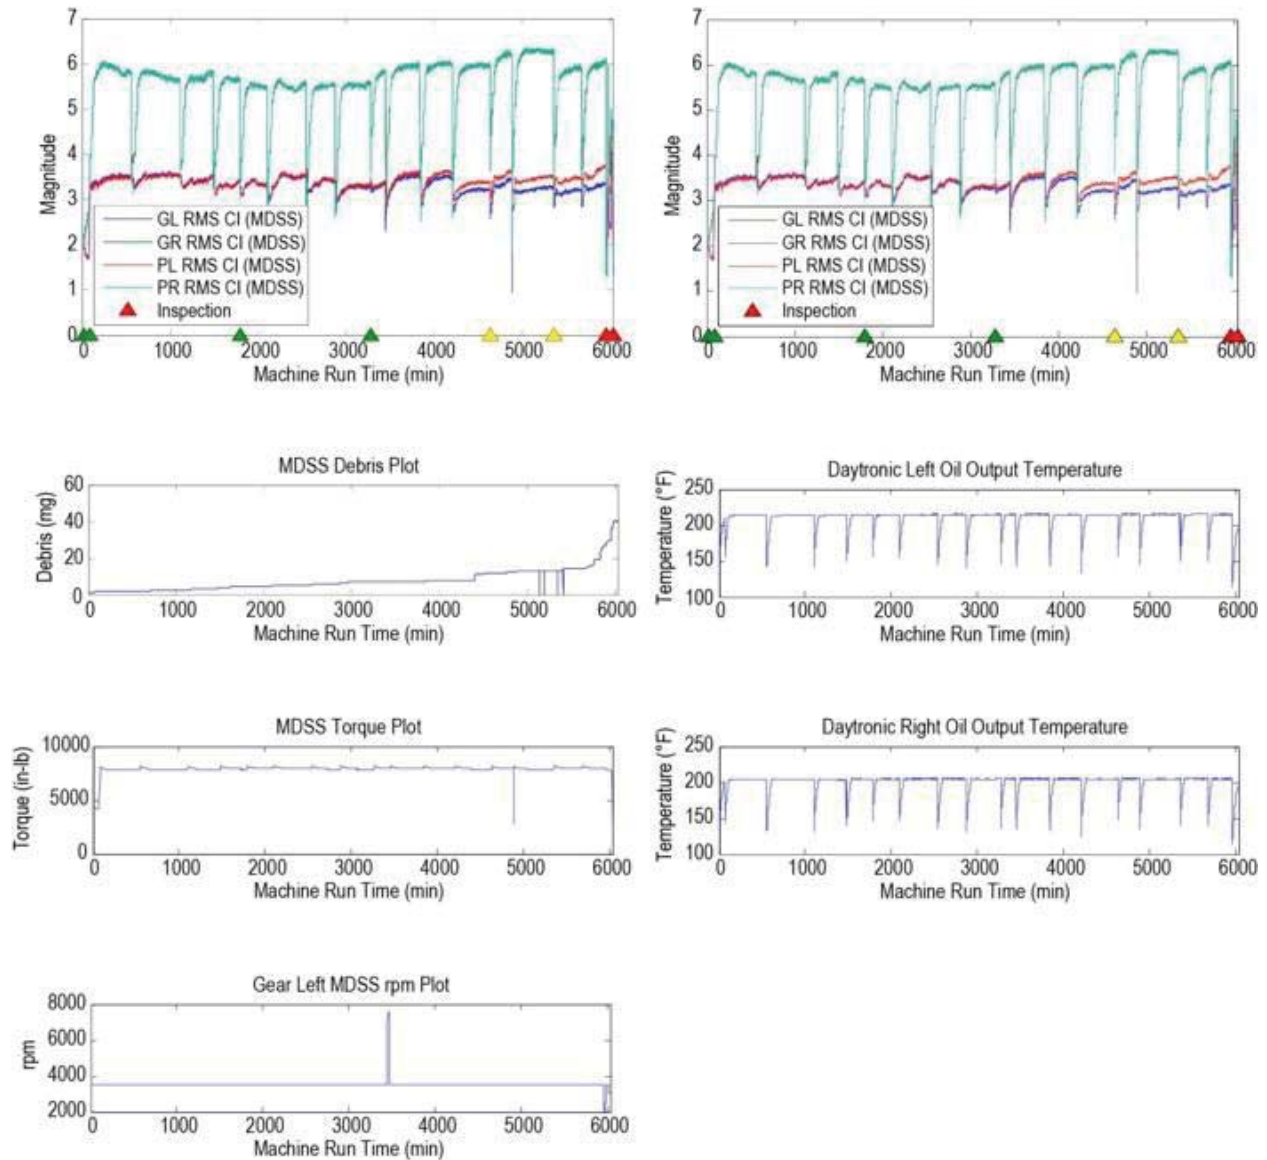 7
6
5
4
3
2
1
0
Magnitude
GL RMS CI (MDSS)
GR RMS CI (MDSS)
PL RMS CI (MDSS)
PR RMS CI (MDSS)
Inspection
0 1000 2000 3000 4000 5000 6000
Machine Run Time (min)
7
6
5
4
3
2
1
0
Magnitude
GL RMS CI (MDSS)
GR RMS CI (MDSS)
PL RMS CI (MDSS)
PR RMS CI (MDSS)
Inspection
0 1000 2000 3000 4000 5000 6000
Machine Run Time (min)
MDSS Debris Plot
60
40
20
0
Debris (mg)
0 1000 2000 3000 4000 5000 6000
Machine Run Time (min)
Daytronic Left Oil Output Temperature
250
200
150
100
Temperature (°F)
0 1000 2000 3000 4000 5000 6000
Machine Run Time (min)
MDSS Torque Plot
10000
5000
0
Torque (in-lb)
0 1000 2000 3000 4000 5000 6000
Machine Run Time (min)
Daytronic Right Oil Output Temperature
250
200
150
100
Temperature (°F)
0 1000 2000 3000 4000 5000 6000
Machine Run Time (min)
Gear Left MDSS rpm Plot
8000
6000
4000
2000
rpm
0 1000 2000 3000 4000 5000 6000
Machine Run Time (min)